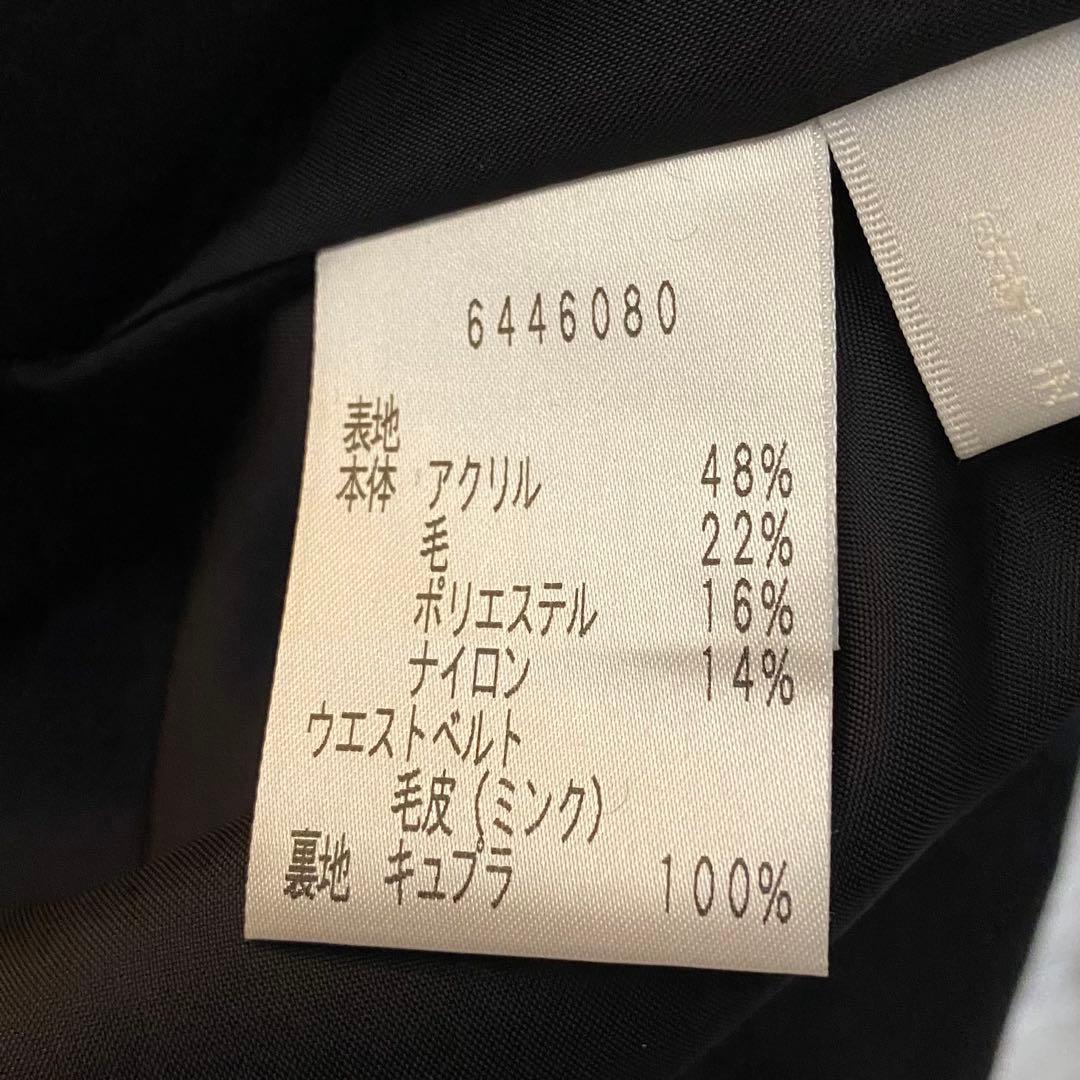 6446080
表地
本体 アクリル 48%
毛 22%
ポリエステル 16%
ナイロン 14%
ウエストベルト
毛皮(ミンク)
裏地 キュプラ 100%